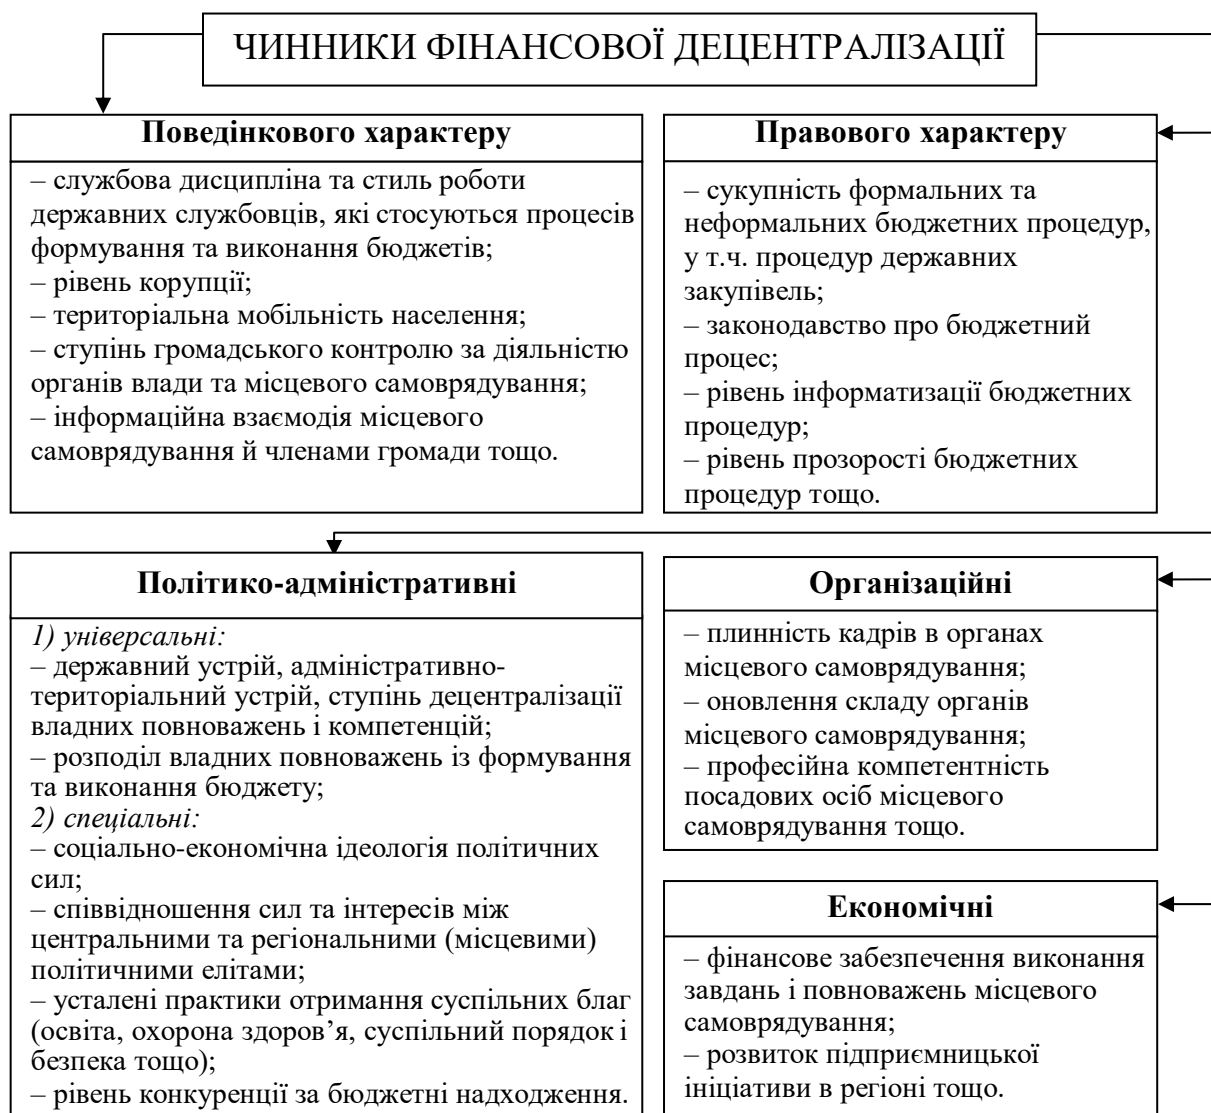 ЧИННИКИ ФІНАНСОВОЇ ДЕЦЕНТРАЛІЗАЦІЇ
Поведінкового характеру
– службова дисципліна та стиль роботи
державних службовців, які стосуються процесів
формування та виконання бюджетів;
– рівень корупції;
– територіальна мобільність населення;
– ступінь громадського контролю за діяльністю
органів влади та місцевого самоврядування;
– інформаційна взаємодія місцевого
самоврядування й членами громади тощо.
Правового характеру
– сукупність формальних та
неформальних бюджетних процедур,
у т.ч. процедур державних
закупівель;
– законодавство про бюджетний
процес;
– рівень інформатизації бюджетних
процедур;
– рівень прозорості бюджетних
процедур тощо.
Політико-адміністративні
1) універсальні:
– державний устрій, адміністративно-
територіальний устрій, ступінь децентралізації
владних повноважень і компетенцій;
– розподіл владних повноважень із формування
та виконання бюджету;
2) спеціальні:
– соціально-економічна ідеологія політичних
сил;
– співвідношення сил та інтересів між
центральними та регіональними (місцевими)
політичними елітами;
– усталені практики отримання суспільних благ
(освіта, охорона здоров’я, суспільний порядок і
безпека тощо);
– рівень конкуренції за бюджетні надходження.
Організаційні
– плинність кадрів в органах
місцевого самоврядування;
– оновлення складу органів
місцевого самоврядування;
– професійна компетентність
посадових осіб місцевого
самоврядування тощо.
Економічні
– фінансове забезпечення виконання
завдань і повноважень місцевого
самоврядування;
– розвиток підприємницької
ініціативи в регіоні тощо.